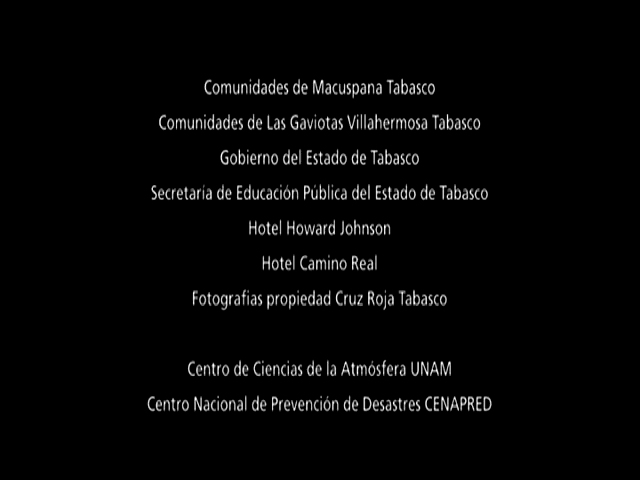 Comunidades de Macuspana Tabasco
Comunidades de Las Gaviotas Villahermosa Tabasco
Gobierno del Estado de Tabasco
Secretaría de Educación Pública del Estado de Tabasco
Hotel Howard Johnson
Hotel Camino Real
Fotografias propiedad Cruz Roja Tabasco
Centro de Ciencias de la Atmósfera UNAM
Centro Nacional de Prevención de Desastres CENAPRED